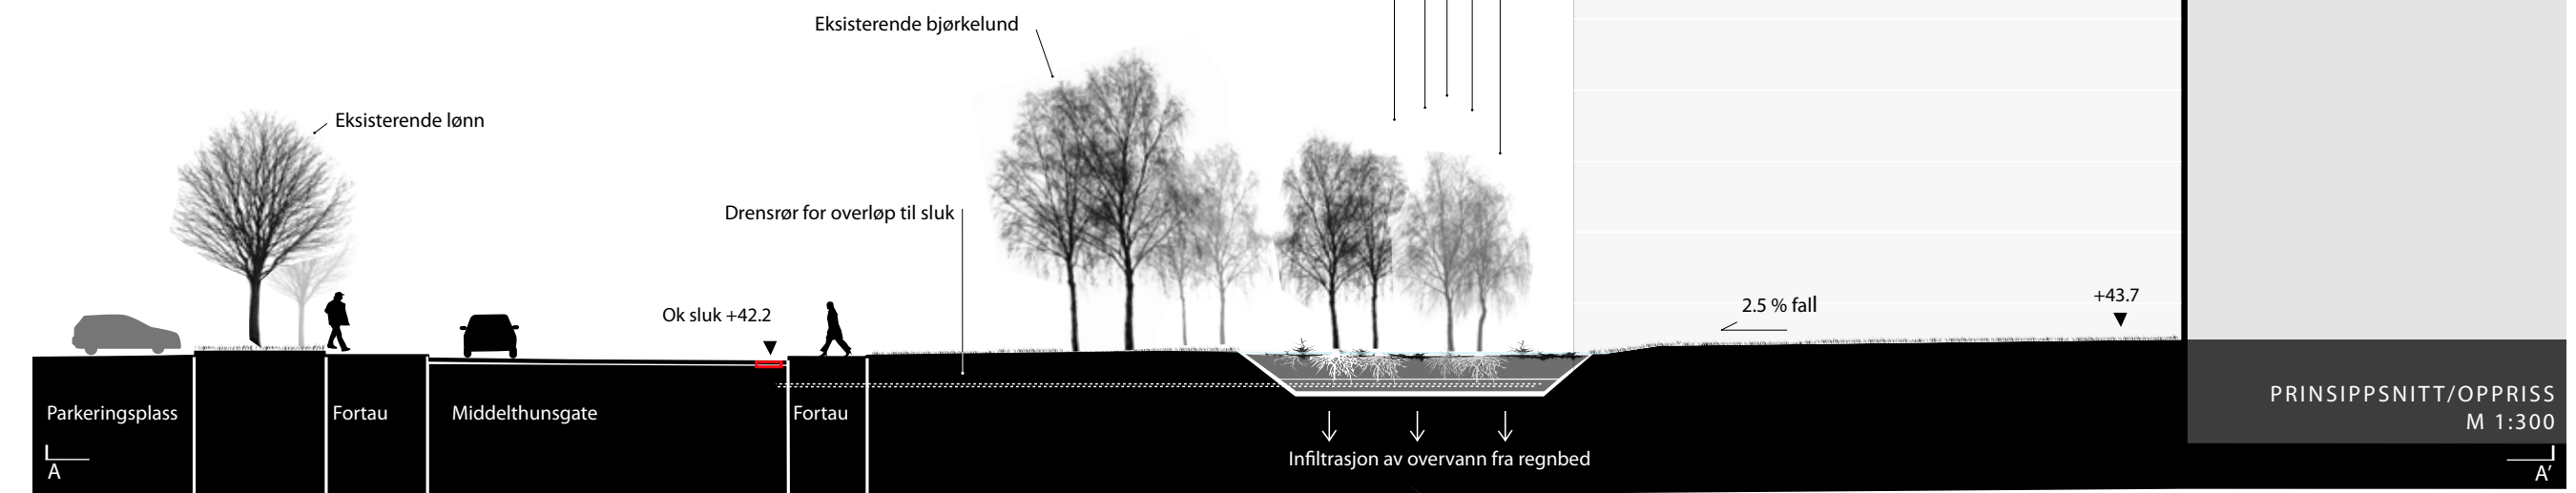 Eksisterende bjørkelund
Eksisterende lønn
Drensrør for overløp til sluk
Ok sluk +42.2
2.5 % fall
+43.7
Parkeringsplass
Fortau
Middelthunsgate
Fortau
PRINSIPPSNITT/OPPRISS
M 1:300
Infiltrasjon av overvann fra regnbed
A
A'